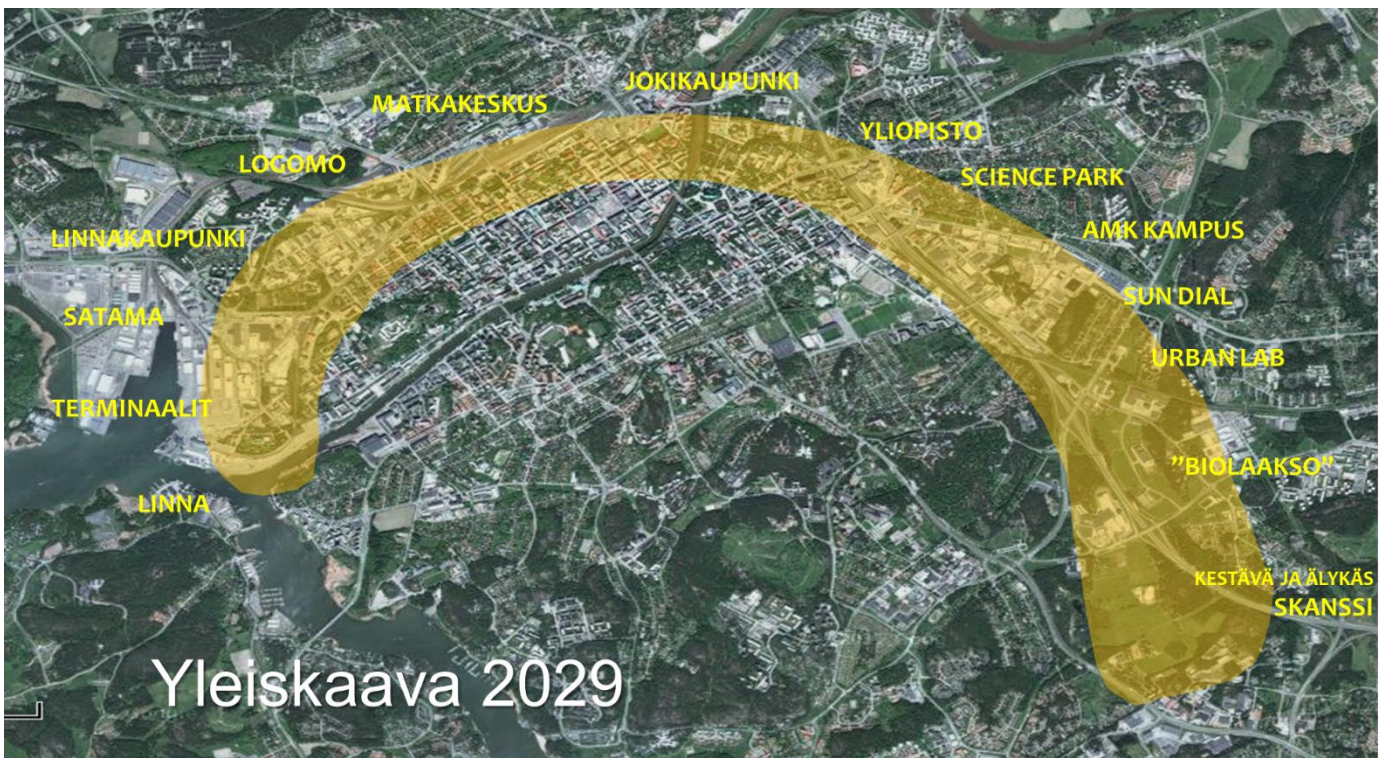 JOKIKAUPUNKI
MATKAKESKUS
YLIOPISTO
LOGOMO
SCIENCE PARK
LINNAKAUPUNKI
AMK KAMPUS
SUN DIAL
SATAMA
URBAN LAB
TERMINAALIT
”BIOLAAKSO”
LINNA
KESTÄVÄ JA ÄLYKÄS
SKANSSI
Yleiskaava 2029